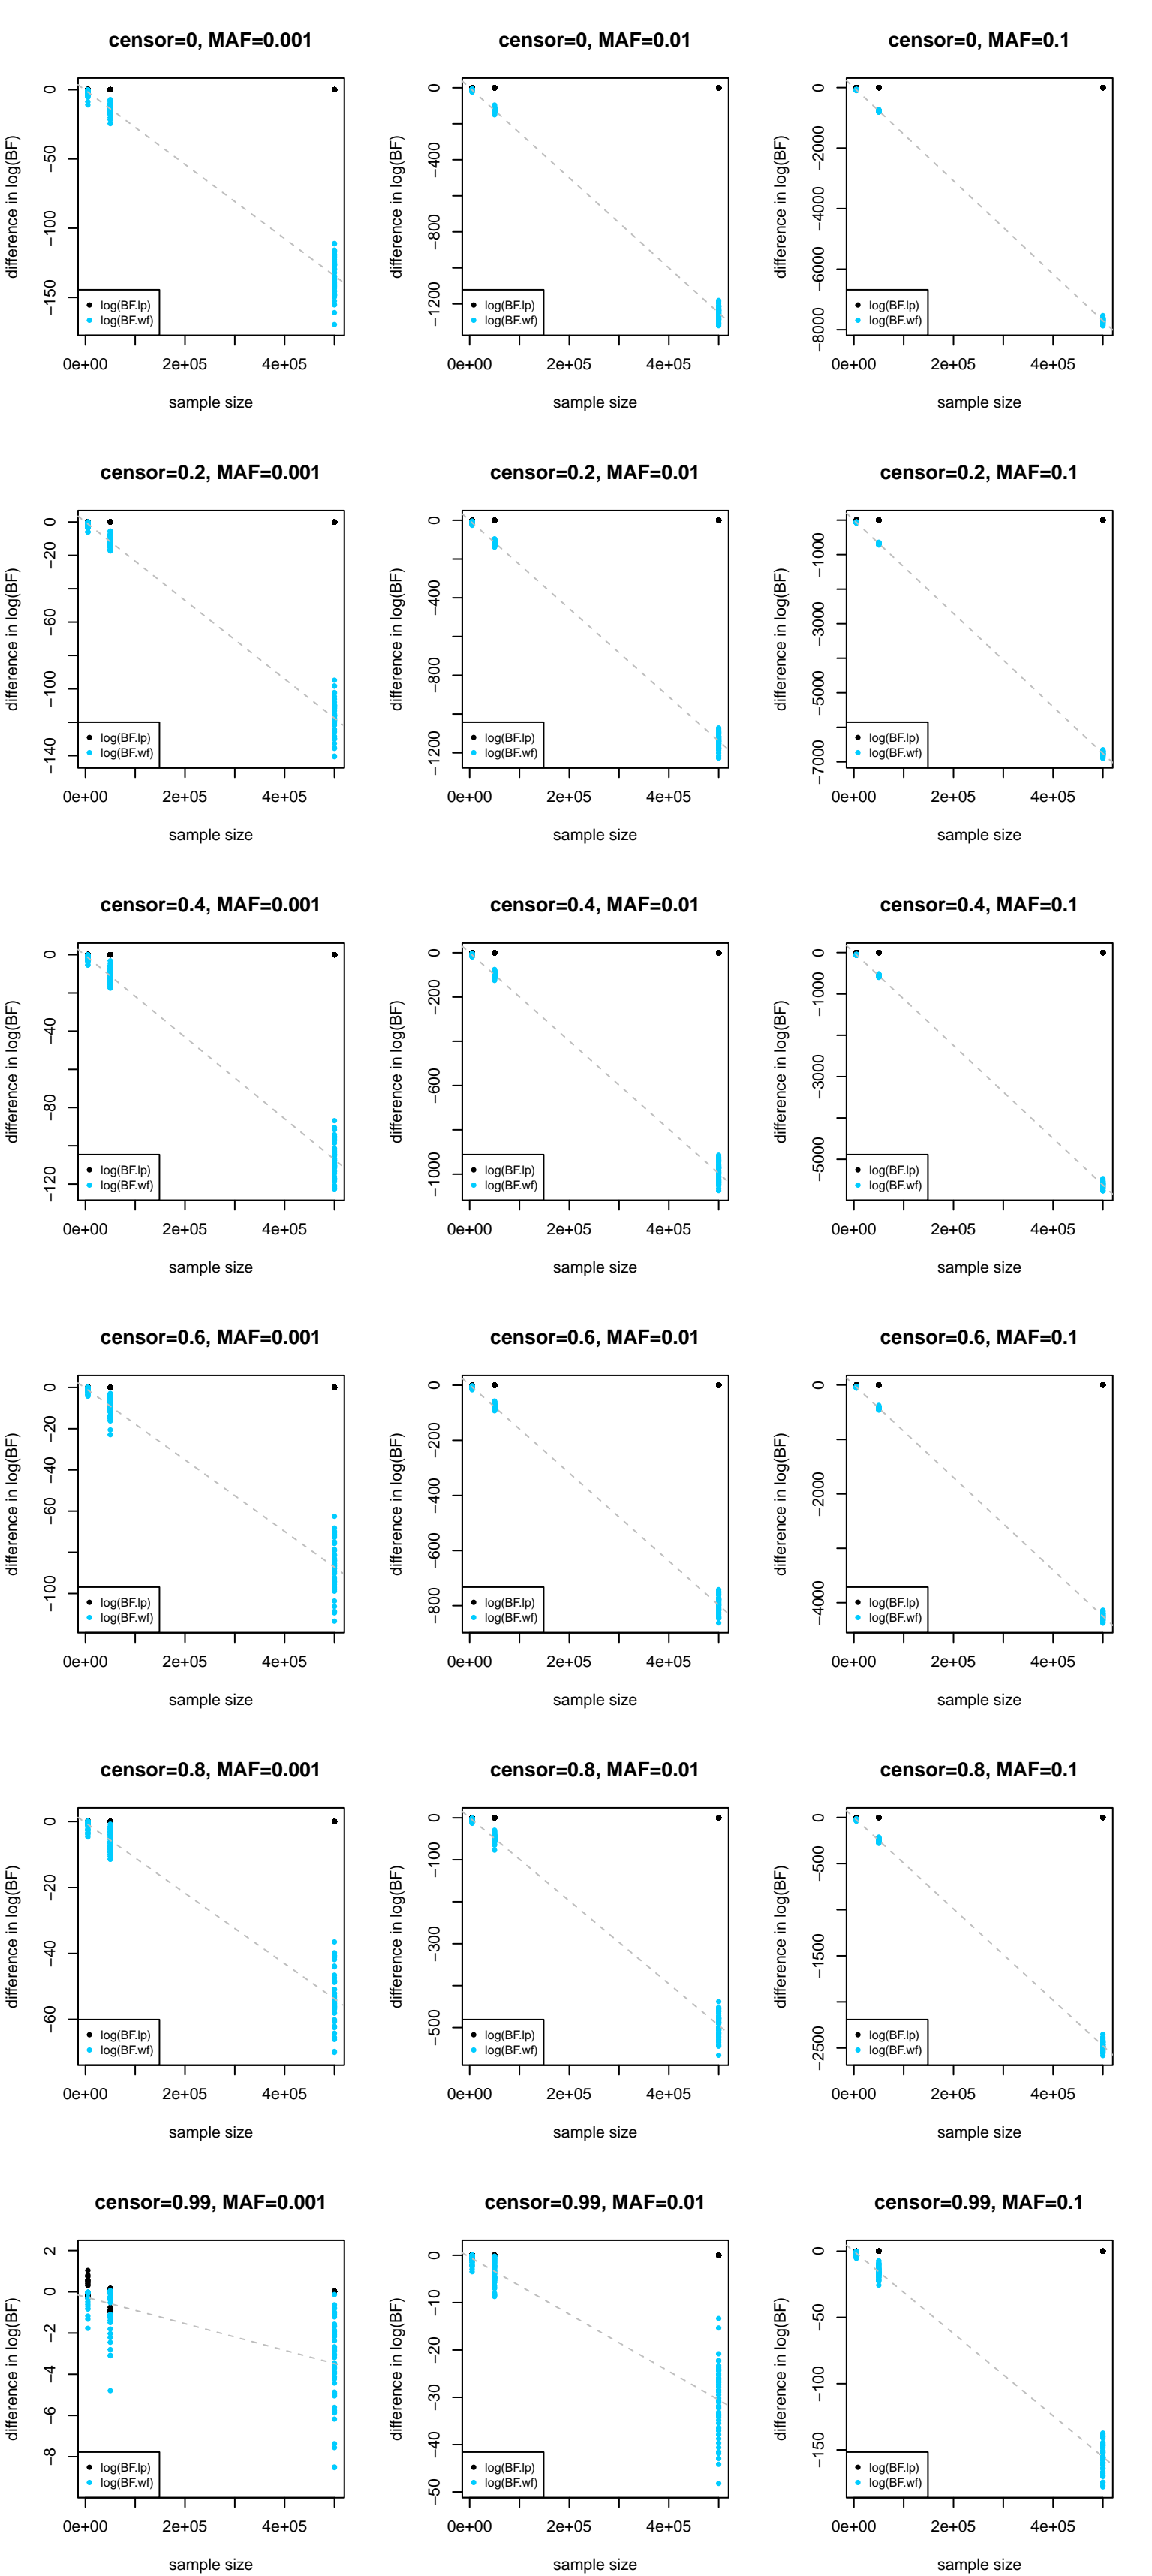 censor=0, MAF=0.001
difference in log(BF)
0
−50
−100
−150
log(BF.lp)
log(BF.wf)
0e+00 2e+05 4e+05
sample size
censor=0, MAF=0.01
difference in log(BF)
0
−400
−800
−1200
log(BF.lp)
log(BF.wf)
0e+00 2e+05 4e+05
sample size
censor=0, MAF=0.1
difference in log(BF)
0
−2000
−4000
−6000
−8000
log(BF.lp)
log(BF.wf)
0e+00 2e+05 4e+05
sample size
censor=0.2, MAF=0.001
difference in log(BF)
0
−20
−60
−100
−140
log(BF.lp)
log(BF.wf)
0e+00 2e+05 4e+05
sample size
censor=0.2, MAF=0.01
difference in log(BF)
0
−400
−800
−1200
log(BF.lp)
log(BF.wf)
0e+00 2e+05 4e+05
sample size
censor=0.2, MAF=0.1
difference in log(BF)
−1000
−3000
−5000
−7000
log(BF.lp)
log(BF.wf)
0e+00 2e+05 4e+05
sample size
censor=0.4, MAF=0.001
difference in log(BF)
0
−40
−80
−120
log(BF.lp)
log(BF.wf)
0e+00 2e+05 4e+05
sample size
censor=0.4, MAF=0.01
difference in log(BF)
0
−200
−600
−1000
log(BF.lp)
log(BF.wf)
0e+00 2e+05 4e+05
sample size
censor=0.4, MAF=0.1
difference in log(BF)
0
−1000
−3000
−5000
log(BF.lp)
log(BF.wf)
0e+00 2e+05 4e+05
sample size
censor=0.6, MAF=0.001
difference in log(BF)
0
−20
−40
−60
−100
log(BF.lp)
log(BF.wf)
0e+00 2e+05 4e+05
sample size
censor=0.6, MAF=0.01
difference in log(BF)
0
−200
−400
−600
−800
log(BF.lp)
log(BF.wf)
0e+00 2e+05 4e+05
sample size
censor=0.6, MAF=0.1
difference in log(BF)
0
−2000
−4000
log(BF.lp)
log(BF.wf)
0e+00 2e+05 4e+05
sample size
censor=0.8, MAF=0.001
difference in log(BF)
0
−20
−40
−60
log(BF.lp)
log(BF.wf)
0e+00 2e+05 4e+05
sample size
censor=0.8, MAF=0.01
difference in log(BF)
0
−100
−300
−500
log(BF.lp)
log(BF.wf)
0e+00 2e+05 4e+05
sample size
censor=0.8, MAF=0.1
difference in log(BF)
0
−500
−1500
−2500
log(BF.lp)
log(BF.wf)
0e+00 2e+05 4e+05
sample size
censor=0.99, MAF=0.001
difference in log(BF)
2
0
−2
−4
−6
−8
log(BF.lp)
log(BF.wf)
0e+00 2e+05 4e+05
sample size
censor=0.99, MAF=0.01
difference in log(BF)
0
−10
−20
−30
−40
−50
log(BF.lp)
log(BF.wf)
0e+00 2e+05 4e+05
sample size
censor=0.99, MAF=0.1
difference in log(BF)
0
−50
−100
−150
log(BF.lp)
log(BF.wf)
0e+00 2e+05 4e+05
sample size